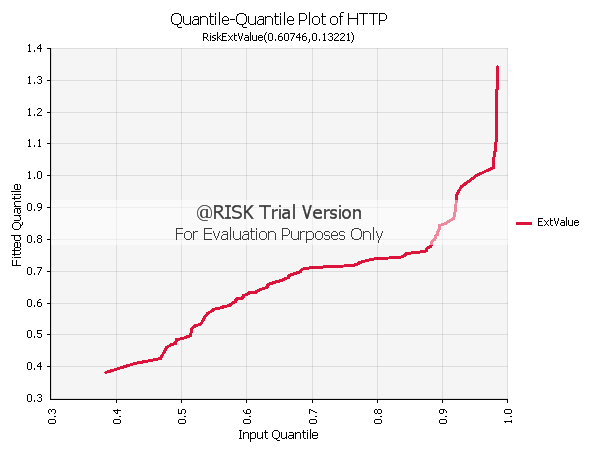 Quantile-Quantile Plot of HTTP
RiskExtValue(0.60746,0.13221)
1.4
1.3
1.2
1.1
1.0
0.9
0.8
0.7
0.6
0.5
0.4
0.3
Fitted Quantile
@RISK Trial Version
For Evaluation Purposes Only
ExtValue
0.3
0.4
0.5
0.6
0.7
0.8
0.9
1.0
Input Quantile